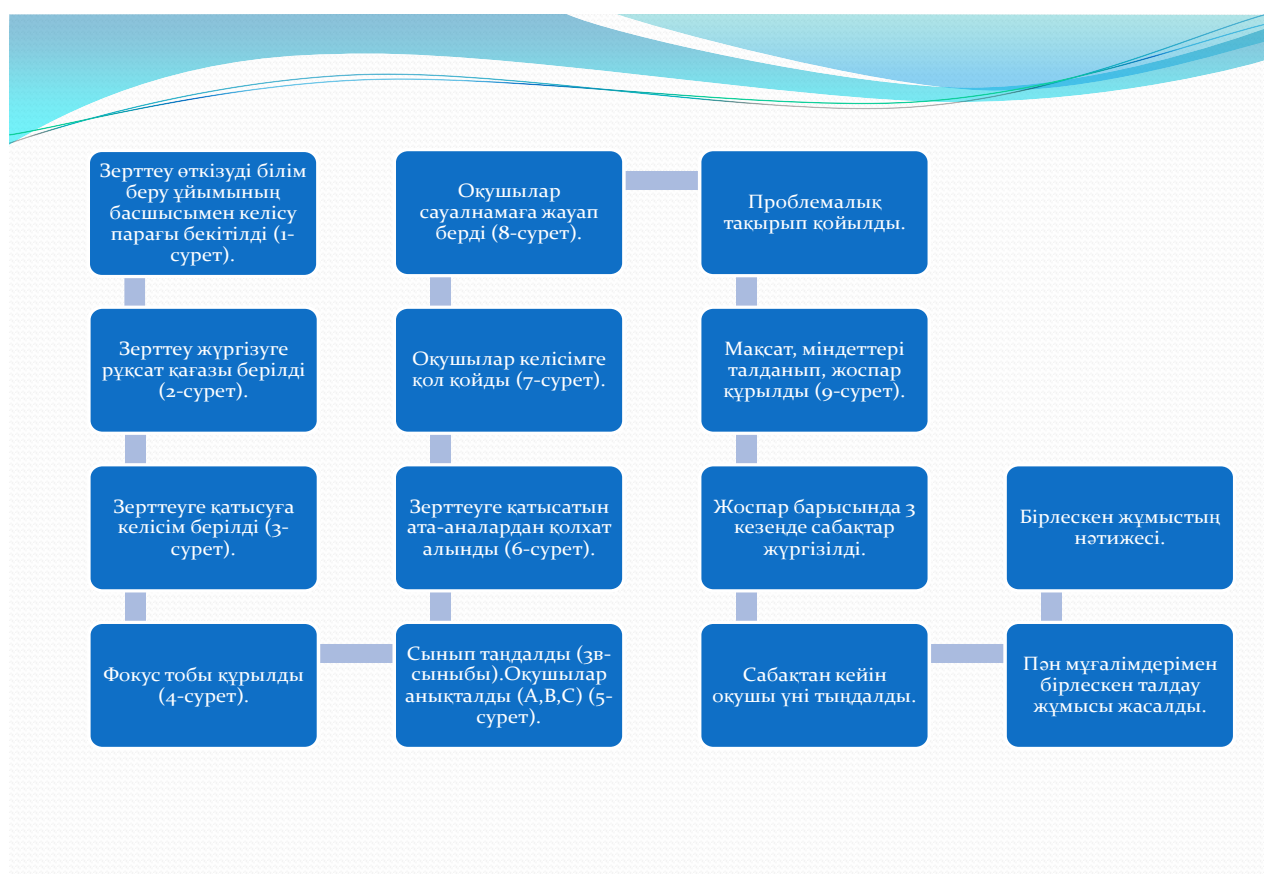 Зерттеу өткізуді білім
беру ұйымының
басшысымен келісу
парағы бекітілді (1-
сурет).
Зерттеу жүргізуге
рұқсат қағазы берілді
(2-сурет).
Зерттеуге қатысуға
келісім берілді (3-
сурет).
Фокус тобы құрылды
(4-сурет).
Сынып таңдалды (3в-
сыныбы).Оқушылар
анықталды (А,В,С) (5-
сурет).
Зерттеуге қатысатын
ата-аналардан қолхат
алынды (6-сурет).
Оқушылар келісімге
қол қойды (7-сурет).
Оқушылар
сауалнамаға жауап
берді (8-сурет).
Проблемалық
тақырып қойылды.
Мақсат, міндеттері
талданып, жоспар
құрылды (9-сурет).
Жоспар барысында 3
кезеңде сабақтар
жүргізілді.
Сабақтан кейін
оқушы үні тыңдалды.
Пән мұғалімдерімен
бірлескен талдау
жұмысы жасалды.
Бірлескен жұмыстың
нәтижесі.